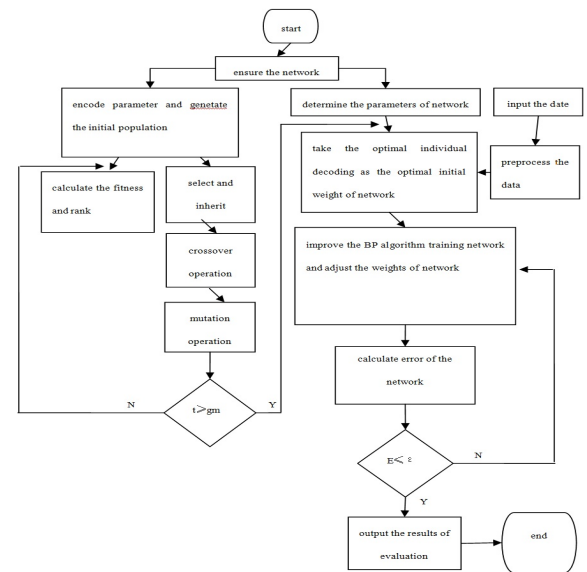 start
ensure the network
encode parameter and genetate
the initial population
determine the parameters of network
input the date
take the optimal individual
decoding as the optimal initial
weight of network
preprocess the
data
calculate the fitness
and rank
select and
inherit
crossover
operation
mutation
operation
improve the BP algorithm training network
and adjust the weights of network
calculate error of the
network
N
t≥gm
Y
E≤ ε
N
Y
output the results of
evaluation
end